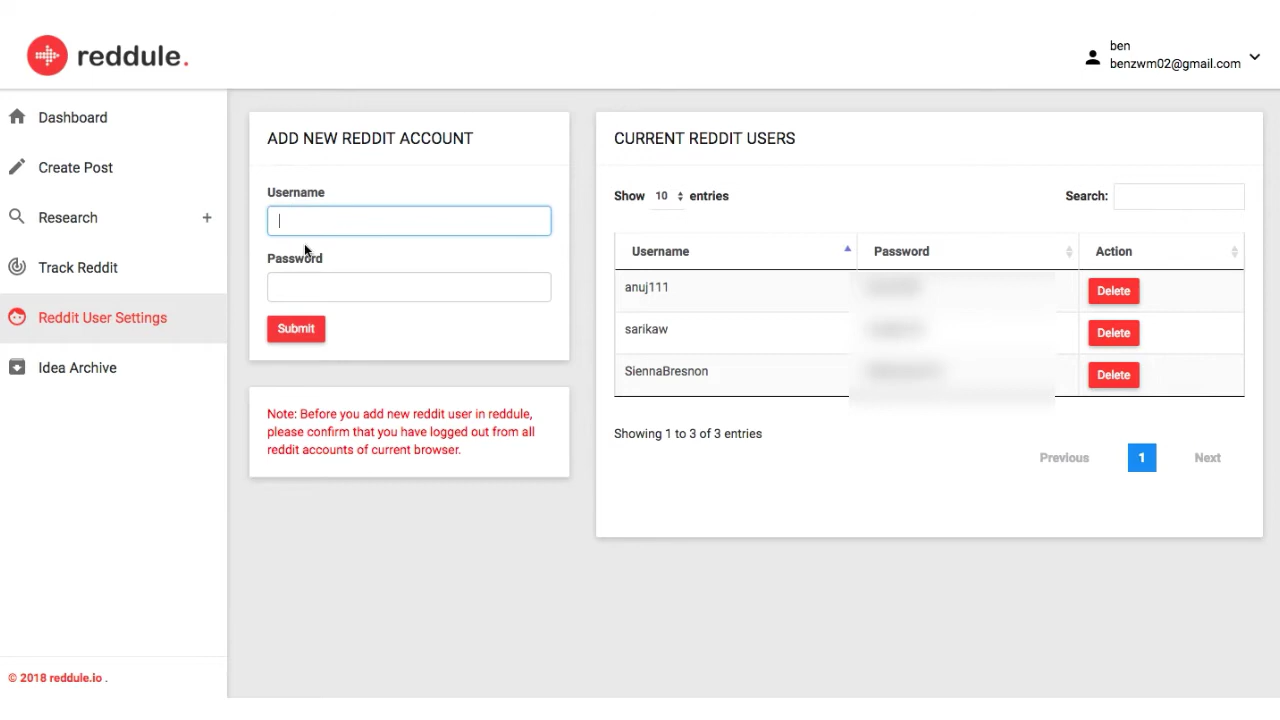 reddule.
ben
benzwm02@gmail.com
Dashboard
Create Post
Research +
Track Reddit
Reddit User Settings
Idea Archive
© 2018 reddule.io .
ADD NEW REDDIT ACCOUNT
Username
Password
Submit
Note: Before you add new reddit user in reddule,
please confirm that you have logged out from all
reddit accounts of current browser.
CURRENT REDDIT USERS
Show 10 entries
Search:
Username Password Action
anuj111 Delete
sarikaw Delete
SiennaBresnon Delete
Showing 1 to 3 of 3 entries
Previous 1 Next